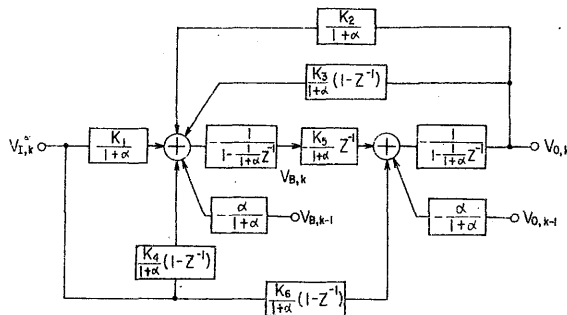 K2
1+α
K3/1+α (1-Z⁻¹)
VI,k
K1
1+α
+
- 1/(1- 1/1+α Z⁻¹)
VB,k
- K5/1+α Z⁻¹
+
- 1/(1- 1/1+α Z⁻¹)
VO,k
- α/1+α
VB,k-1
- α/1+α
VO,k-1
K4/1+α (1-Z⁻¹)
K6/1+α (1-Z⁻¹)